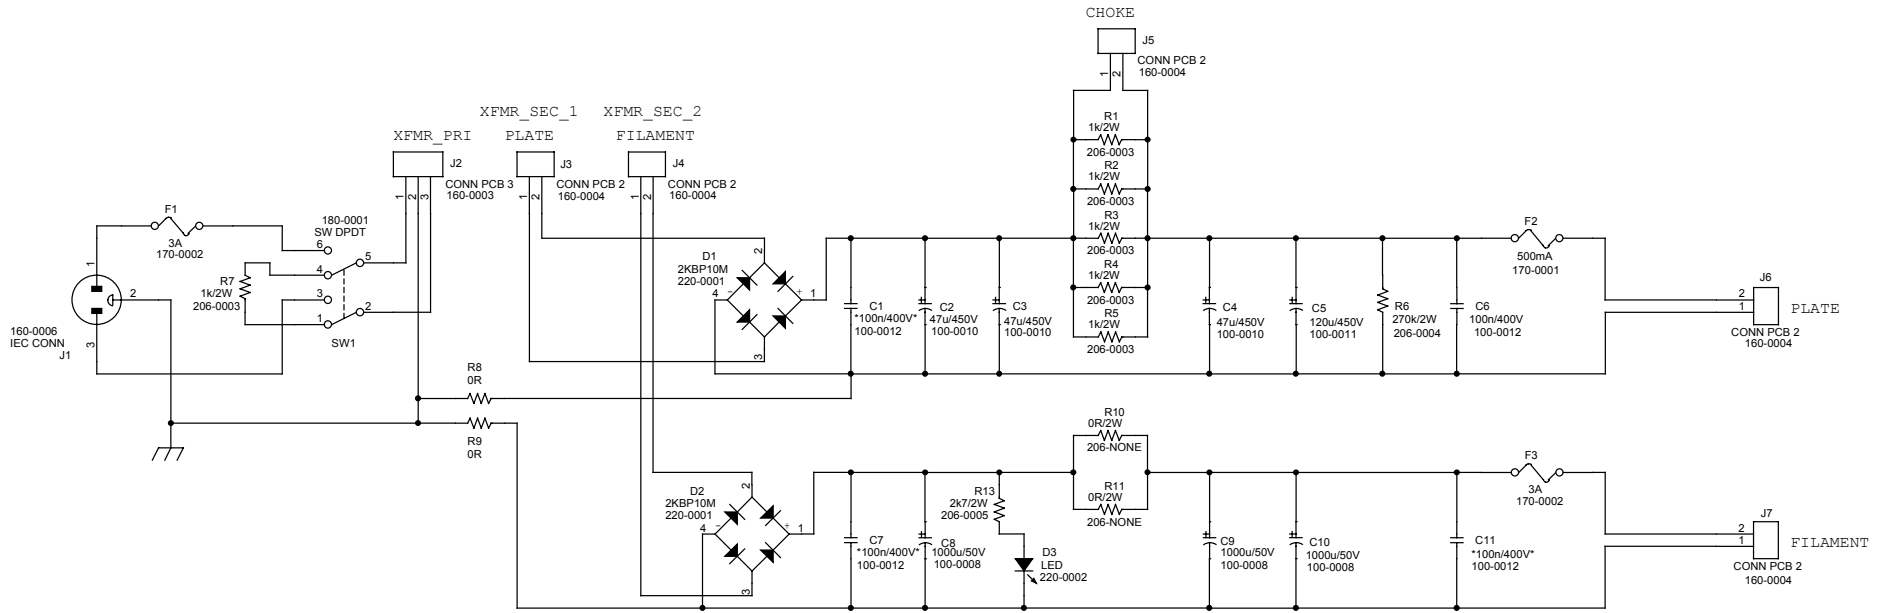 CHOKE
J5
CONN PCB 2
160-0004
1
2
XFMR_SEC_1
PLATE
XFMR_SEC_2
FILAMENT
XFMR_PRI
J2
CONN PCB 3
160-0003
1
2
3
J3
CONN PCB 2
160-0004
1
2
J4
CONN PCB 2
160-0004
1
2
R1
1k/2W
206-0003
R2
1k/2W
206-0003
R3
1k/2W
206-0003
R4
1k/2W
206-0003
R5
1k/2W
206-0003
F1
3A
170-0002
180-0001
SW DPDT
6
5
4
3
2
1
SW1
R7
1k/2W
206-0003
1
2
3
160-0006
IEC CONN
J1
D1
2KBP10M
220-0001
2
4
-
+
1
3
C1
*100n/400V*
100-0012
C2
47u/450V
100-0010
C3
47u/450V
100-0010
C4
47u/450V
100-0010
C5
120u/450V
100-0011
R6
270k/2W
206-0004
C6
100n/400V
100-0012
F2
500mA
170-0001
J6
2
1
PLATE
CONN PCB 2
160-0004
R8
0R
R9
0R
R10
0R/2W
206-NONE
R11
0R/2W
206-NONE
D2
2KBP10M
220-0001
2
4
-
+
1
3
C7
*100n/400V*
100-0012
C8
1000u/50V
100-0008
R13
2k7/2W
206-0005
D3
LED
220-0002
C9
1000u/50V
100-0008
C10
1000u/50V
100-0008
C11
*100n/400V*
100-0012
F3
3A
170-0002
J7
2
1
FILAMENT
CONN PCB 2
160-0004